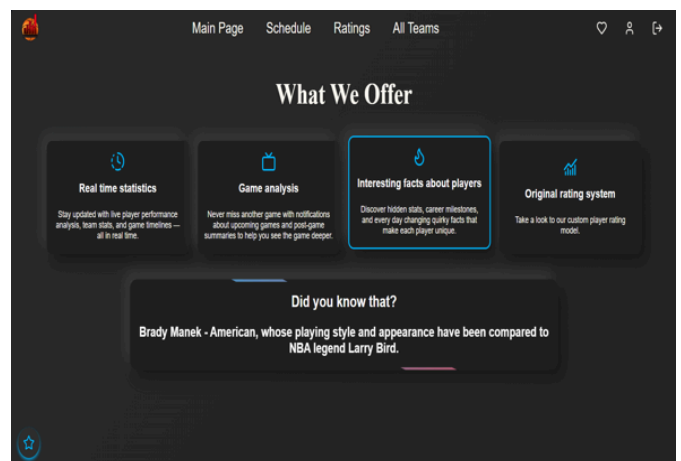 Main Page Schedule Ratings All Teams
What We Offer
Real time statistics
Stay updated with live player performance
analysis, team stats, and game timelines —
all in real time.
Game analysis
Never miss another game with notifications
about upcoming games and post-game
summaries to help you see the game deeper.
Interesting facts about players
Discover hidden stats, career milestones,
and every day changing quirky facts that
make each player unique.
Original rating system
Take a look to our custom player rating
model.
Did you know that?
Brady Manek - American, whose playing style and appearance have been compared to
NBA legend Larry Bird.